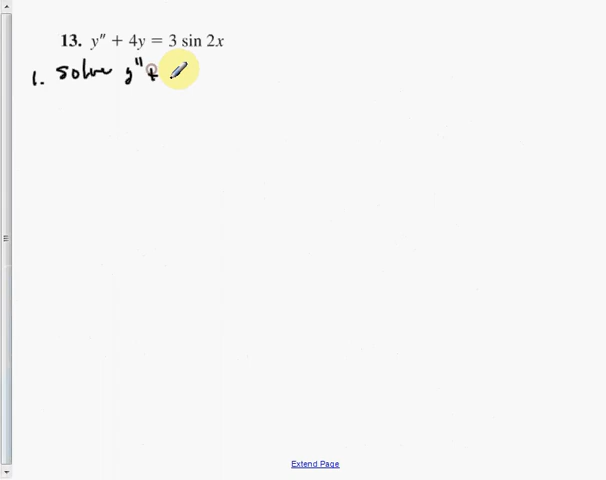 13. y″ + 4y = 3 sin 2x
1. Solve y" +
Extend Page